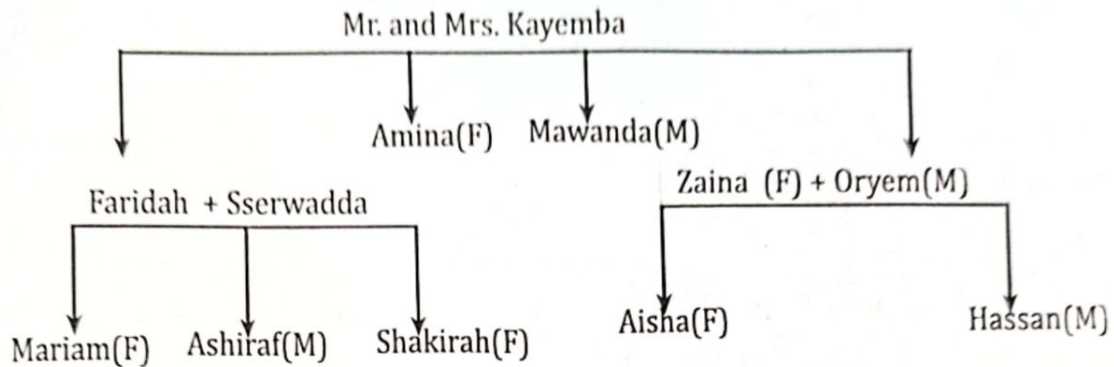 Mr. and Mrs. Kayemba
Amina(F) Mawanda(M)
Zaina (F) + Oryem(M)
Faridah + Sserwadda
Aisha(F) Hassan(M)
Mariam(F) Ashiraf(M) Shakirah(F)